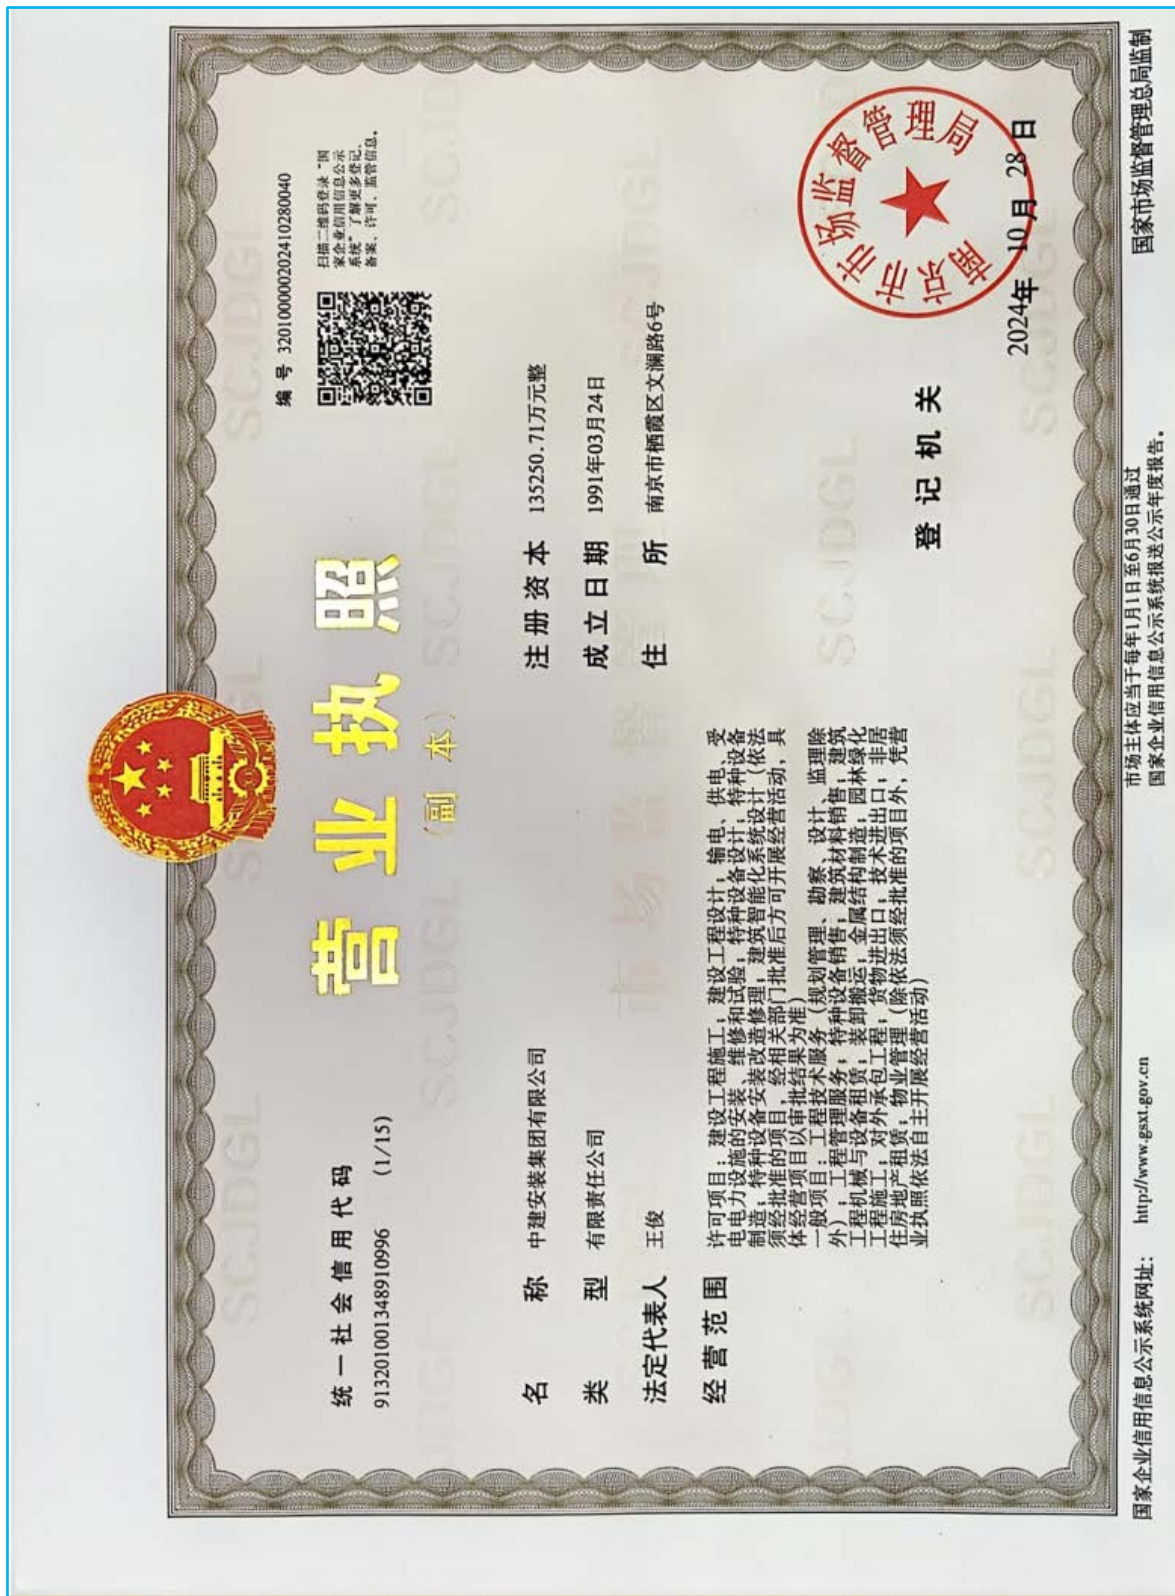 编 号 320100000202410280040
扫描二维码登录“国
家企业信用信息公示
系统”了解更多登记、
备案、许可、监管信息。
统一社会信用代码
91320100134891099​6 (1/15)
营业执照
（副 本）
名 称 中建安装集团有限公司
类 型 有限责任公司
法定代表人 王俊
经营范围 许可项目：建设工程施工；建设工程设计；输电、供电、受
电电力设施的安装、维修和试验；特种设备设计；特种设备
制造；特种设备安装改造修理；建筑智能化系统设计（依法
须经批准的项目，经相关部门批准后方可开展经营活动，具
体经营项目以审批结果为准）
一般项目：工程技术服务（规划管理、勘察、设计、监理除
外）；工程管理服务；特种设备销售；建筑材料销售；建筑
工程机械与设备租赁；装卸搬运；金属结构制造；园林绿化
工程施工；对外承包工程；货物进出口；技术进出口；非居
住房地产租赁；物业管理（除依法须经批准的项目外，凭营
业执照依法自主开展经营活动）
注册资本 135250.71万元整
成立日期 1991年03月24日
住 所 南京市栖霞区文澜路6号
登记机关
南京市市场监督管理局
2024年 10月 28日
国家企业信用信息公示系统网址： http://www.gsxt.gov.cn
市场主体应当于每年1月1日至6月30日通过
国家企业信用信息公示系统报送公示年度报告。
国家市场监督管理总局监制